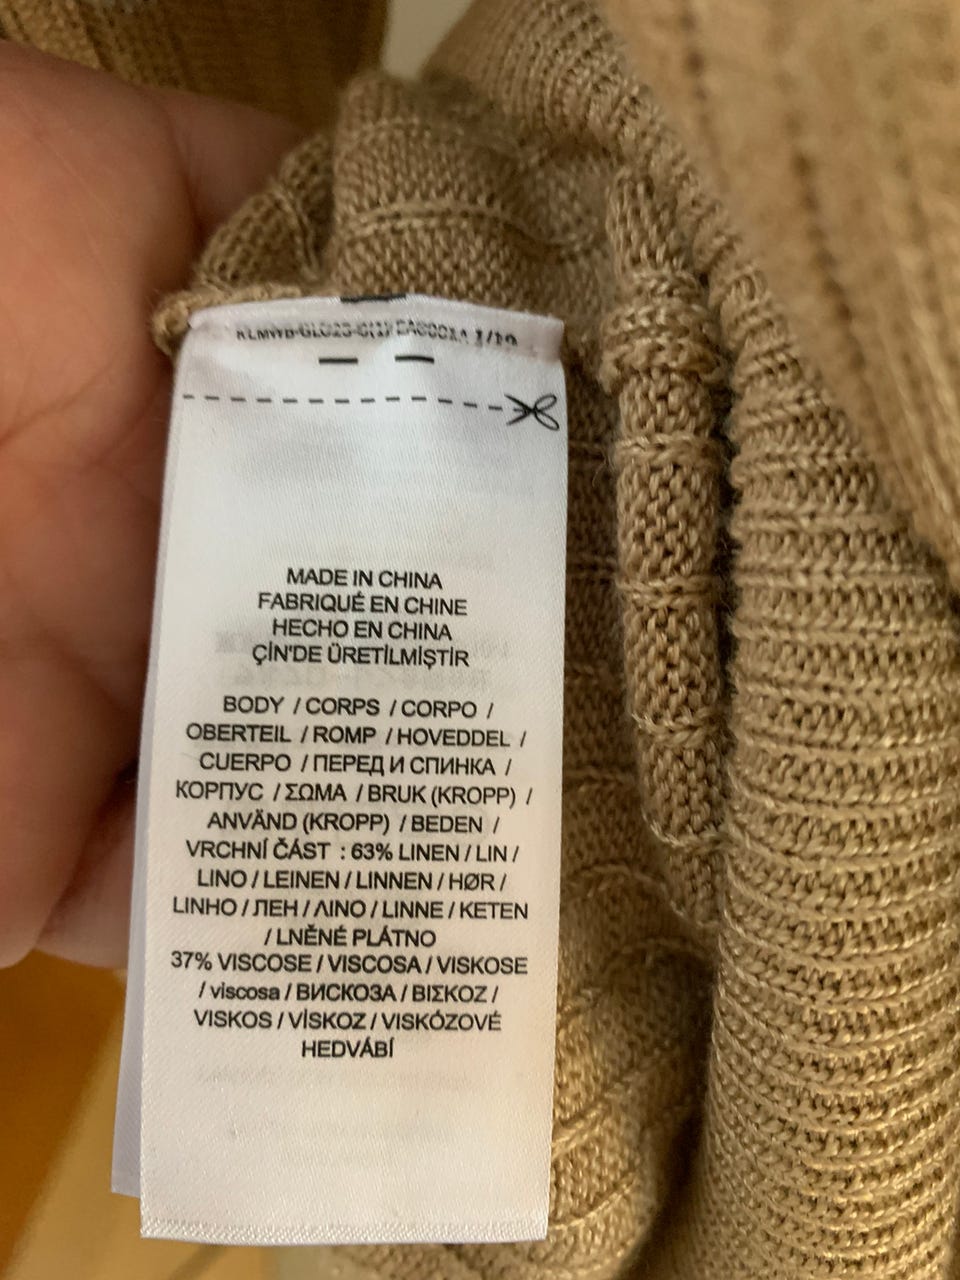 1/19
MADE IN CHINA
FABRIQUÉ EN CHINE
HECHO EN CHINA
ÇİN'DE ÜRETİLMİŞTİR
BODY / CORPS / CORPO /
OBERTEIL / ROMP / HOVEDDEL /
CUERPO / ПЕРЕД И СПИНКА /
КОРПУС / ΣΩΜΑ / BRUK (KROPP) /
ANVÄND (KROPP) / BEDEN /
VRCHNÍ ČÁST : 63% LINEN / LIN /
LINO / LEINEN / LINNEN / HØR /
LINHO / ЛЕН / ΛΙΝΟ / LINNE / KETEN
/ LNĚNÉ PLÁTNO
37% VISCOSE / VISCOSA / VISKOSE
/ viscosa / ВИСКОЗА / ΒΙΣΚΟΖ /
VISKOS / VİSKOZ / VISKÓZOVÉ
HEDVÁBÍ